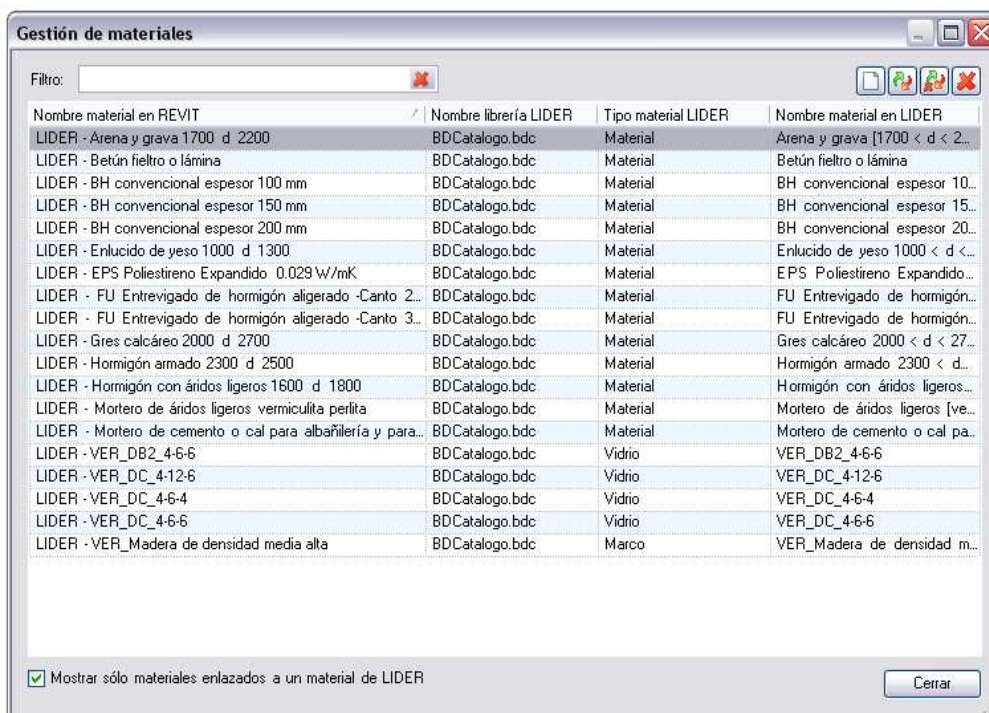 Gestión de materiales
Filtro:
Nombre material en REVIT Nombre librería LIDER Tipo material LIDER Nombre material en LIDER
LIDER - Arena y grava 1700 d 2200 BDCatalogo.bdc Material Arena y grava [1700 < d < 2...
LIDER - Betún fieltro o lámina BDCatalogo.bdc Material Betún fieltro o lámina
LIDER - BH convencional espesor 100 mm BDCatalogo.bdc Material BH convencional espesor 10...
LIDER - BH convencional espesor 150 mm BDCatalogo.bdc Material BH convencional espesor 15...
LIDER - BH convencional espesor 200 mm BDCatalogo.bdc Material BH convencional espesor 20...
LIDER - Enlucido de yeso 1000 d 1300 BDCatalogo.bdc Material Enlucido de yeso 1000 < d <...
LIDER - EPS Poliestireno Expandido 0.029 W/mK BDCatalogo.bdc Material EPS Poliestireno Expandido...
LIDER - FU Entrevigado de hormigón aligerado -Canto 2... BDCatalogo.bdc Material FU Entrevigado de hormigón...
LIDER - FU Entrevigado de hormigón aligerado -Canto 3... BDCatalogo.bdc Material FU Entrevigado de hormigón...
LIDER - Gres calcáreo 2000 d 2700 BDCatalogo.bdc Material Gres calcáreo 2000 < d < 27...
LIDER - Hormigón armado 2300 d 2500 BDCatalogo.bdc Material Hormigón armado 2300 < d...
LIDER - Hormigón con áridos ligeros 1600 d 1800 BDCatalogo.bdc Material Hormigón con áridos ligeros...
LIDER - Mortero de áridos ligeros vermiculita perlita BDCatalogo.bdc Material Mortero de áridos ligeros [ve...
LIDER - Mortero de cemento o cal para albañilería y para... BDCatalogo.bdc Material Mortero de cemento o cal pa...
LIDER - VER_DB2_4-6-6 BDCatalogo.bdc Vidrio VER_DB2_4-6-6
LIDER - VER_DC_4-12-6 BDCatalogo.bdc Vidrio VER_DC_4-12-6
LIDER - VER_DC_4-6-4 BDCatalogo.bdc Vidrio VER_DC_4-6-4
LIDER - VER_DC_4-6-6 BDCatalogo.bdc Vidrio VER_DC_4-6-6
LIDER - VER_Madera de densidad media alta BDCatalogo.bdc Marco VER_Madera de densidad m...
Mostrar sólo materiales enlazados a un material de LIDER
Cerrar